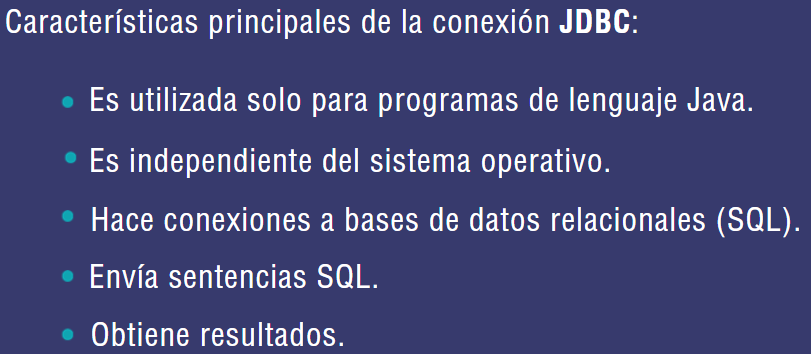 Características principales de la conexión JDBC:
• Es utilizada solo para programas de lenguaje Java.
• Es independiente del sistema operativo.
• Hace conexiones a bases de datos relacionales (SQL).
• Envía sentencias SQL.
• Obtiene resultados.